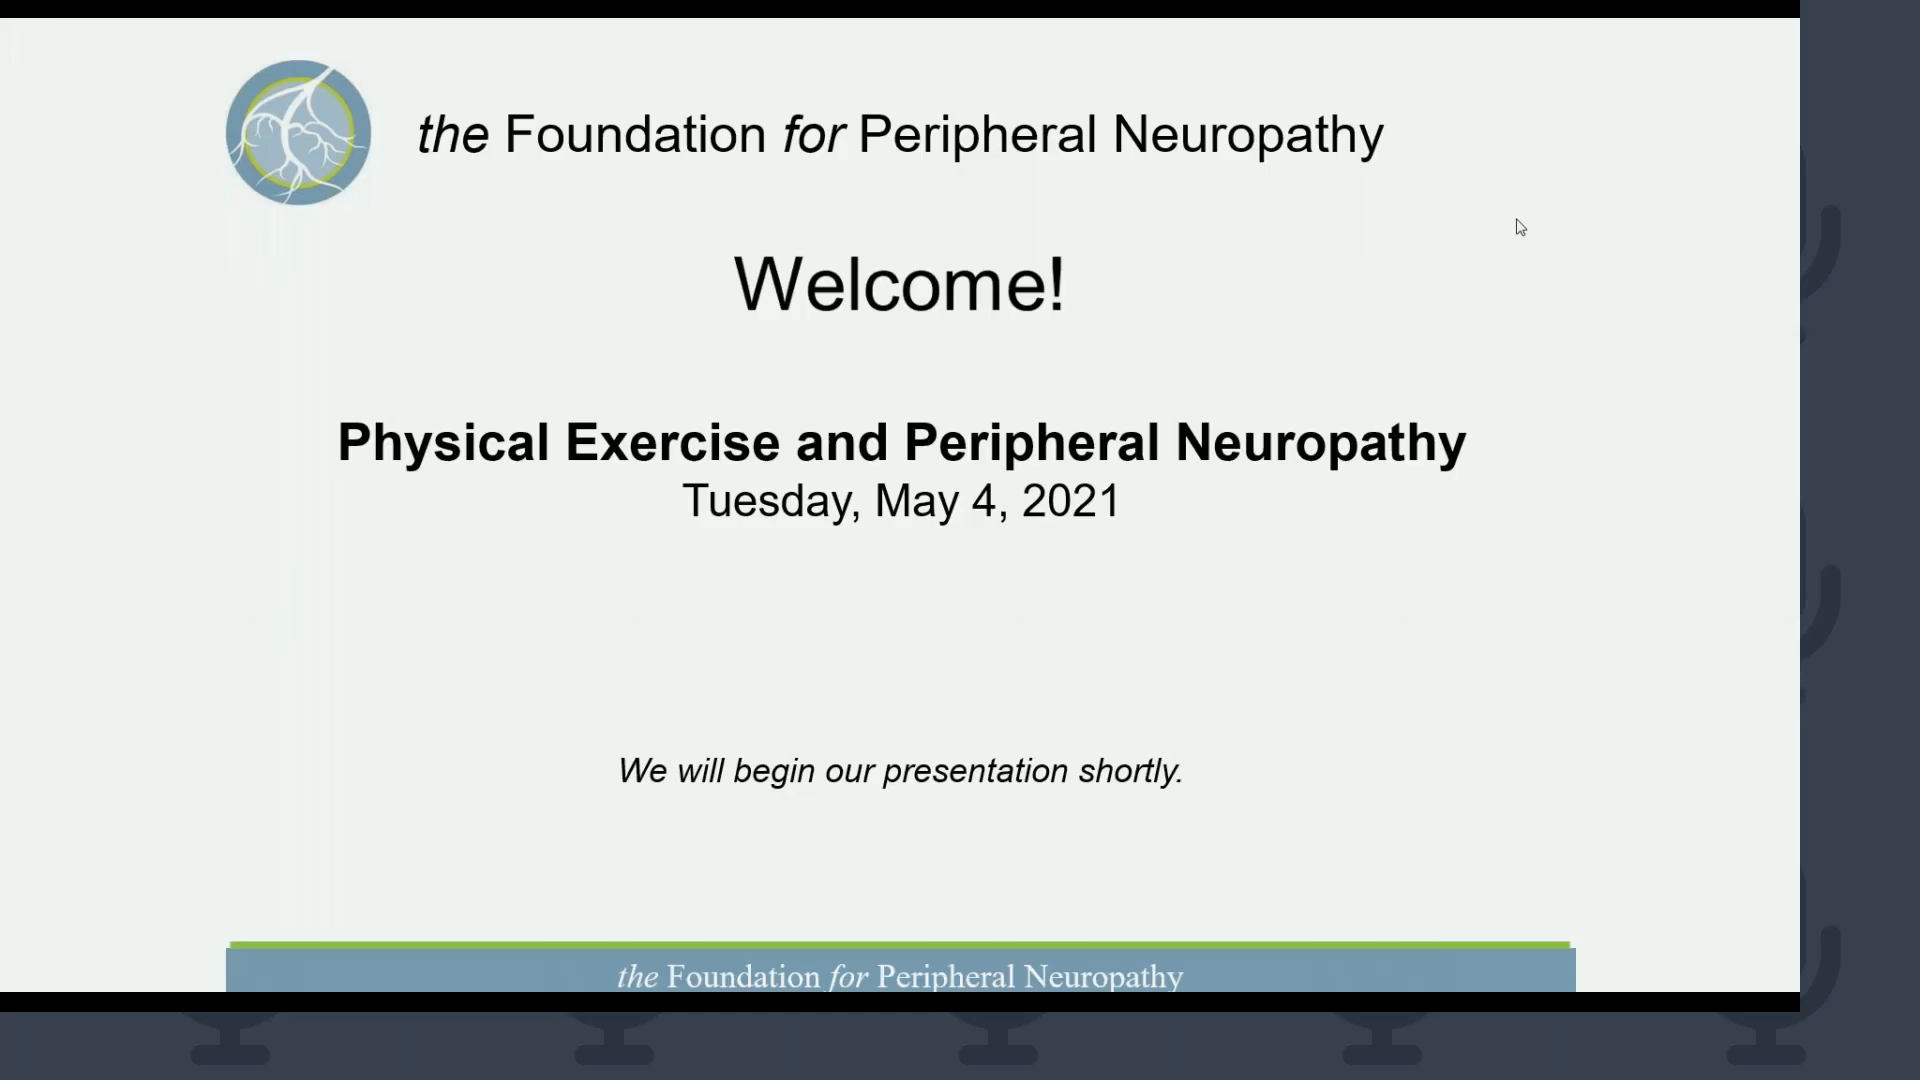 the Foundation for Peripheral Neuropathy
Welcome!
Physical Exercise and Peripheral Neuropathy
Tuesday, May 4, 2021
We will begin our presentation shortly.
the Foundation for Peripheral Neuropathy